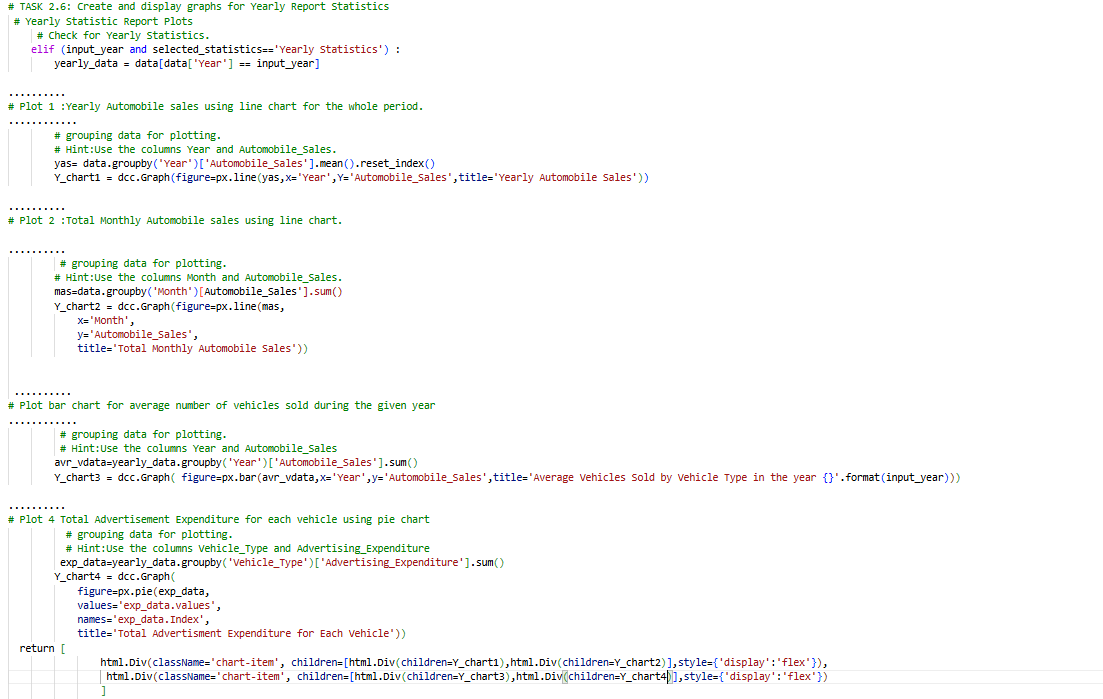 # TASK 2.6: Create and display graphs for Yearly Report Statistics
# Yearly Statistic Report Plots
# Check for Yearly Statistics.
elif (input_year and selected_statistics=='Yearly Statistics') :
yearly_data = data[data['Year'] == input_year]
..........
# Plot 1 :Yearly Automobile sales using line chart for the whole period.
............
# grouping data for plotting.
# Hint:Use the columns Year and Automobile_Sales.
yas= data.groupby('Year')['Automobile_Sales'].mean().reset_index()
Y_chart1 = dcc.Graph(figure=px.line(yas,x='Year',Y='Automobile_Sales',title='Yearly Automobile Sales'))
..........
# Plot 2 :Total Monthly Automobile sales using line chart.
..........
# grouping data for plotting.
# Hint:Use the columns Month and Automobile_Sales.
mas=data.groupby('Month')[Automobile_Sales'].sum()
Y_chart2 = dcc.Graph(figure=px.line(mas,
x='Month',
y='Automobile_Sales',
title='Total Monthly Automobile Sales'))
..........
# Plot bar chart for average number of vehicles sold during the given year
............
# grouping data for plotting.
# Hint:Use the columns Year and Automobile_Sales
avr_vdata=yearly_data.groupby('Year')['Automobile_Sales'].sum()
Y_chart3 = dcc.Graph( figure=px.bar(avr_vdata,x='Year',y='Automobile_Sales',title='Average Vehicles Sold by Vehicle Type in the year {}'.format(input_year)))
..........
# Plot 4 Total Advertisement Expenditure for each vehicle using pie chart
# grouping data for plotting.
# Hint:Use the columns Vehicle_Type and Advertising_Expenditure
exp_data=yearly_data.groupby('Vehicle_Type')['Advertising_Expenditure'].sum()
Y_chart4 = dcc.Graph(
figure=px.pie(exp_data,
values='exp_data.values',
names='exp_data.Index',
title='Total Advertisment Expenditure for Each Vehicle'))
return [
html.Div(className='chart-item', children=[html.Div(children=Y_chart1),html.Div(children=Y_chart2)],style={'display':'flex'}),
html.Div(className='chart-item', children=[html.Div(children=Y_chart3),html.Div(children=Y_chart4)],style={'display':'flex'})
]